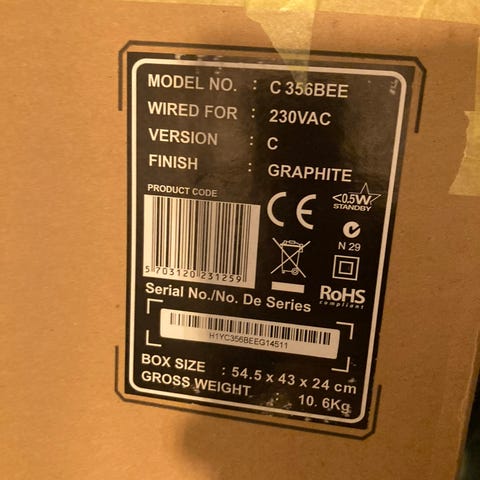 MODEL NO. : C 356BEE
WIRED FOR : 230VAC
VERSION : C
FINISH : GRAPHITE
PRODUCT CODE
5 703120 231259
CE
<0.5W
STANDBY
N 29
RoHS
compliant
Serial No./No. De Series
H1YC356BEEG14511
BOX SIZE : 54.5 x 43 x 24 cm
GROSS WEIGHT : 10.6Kg